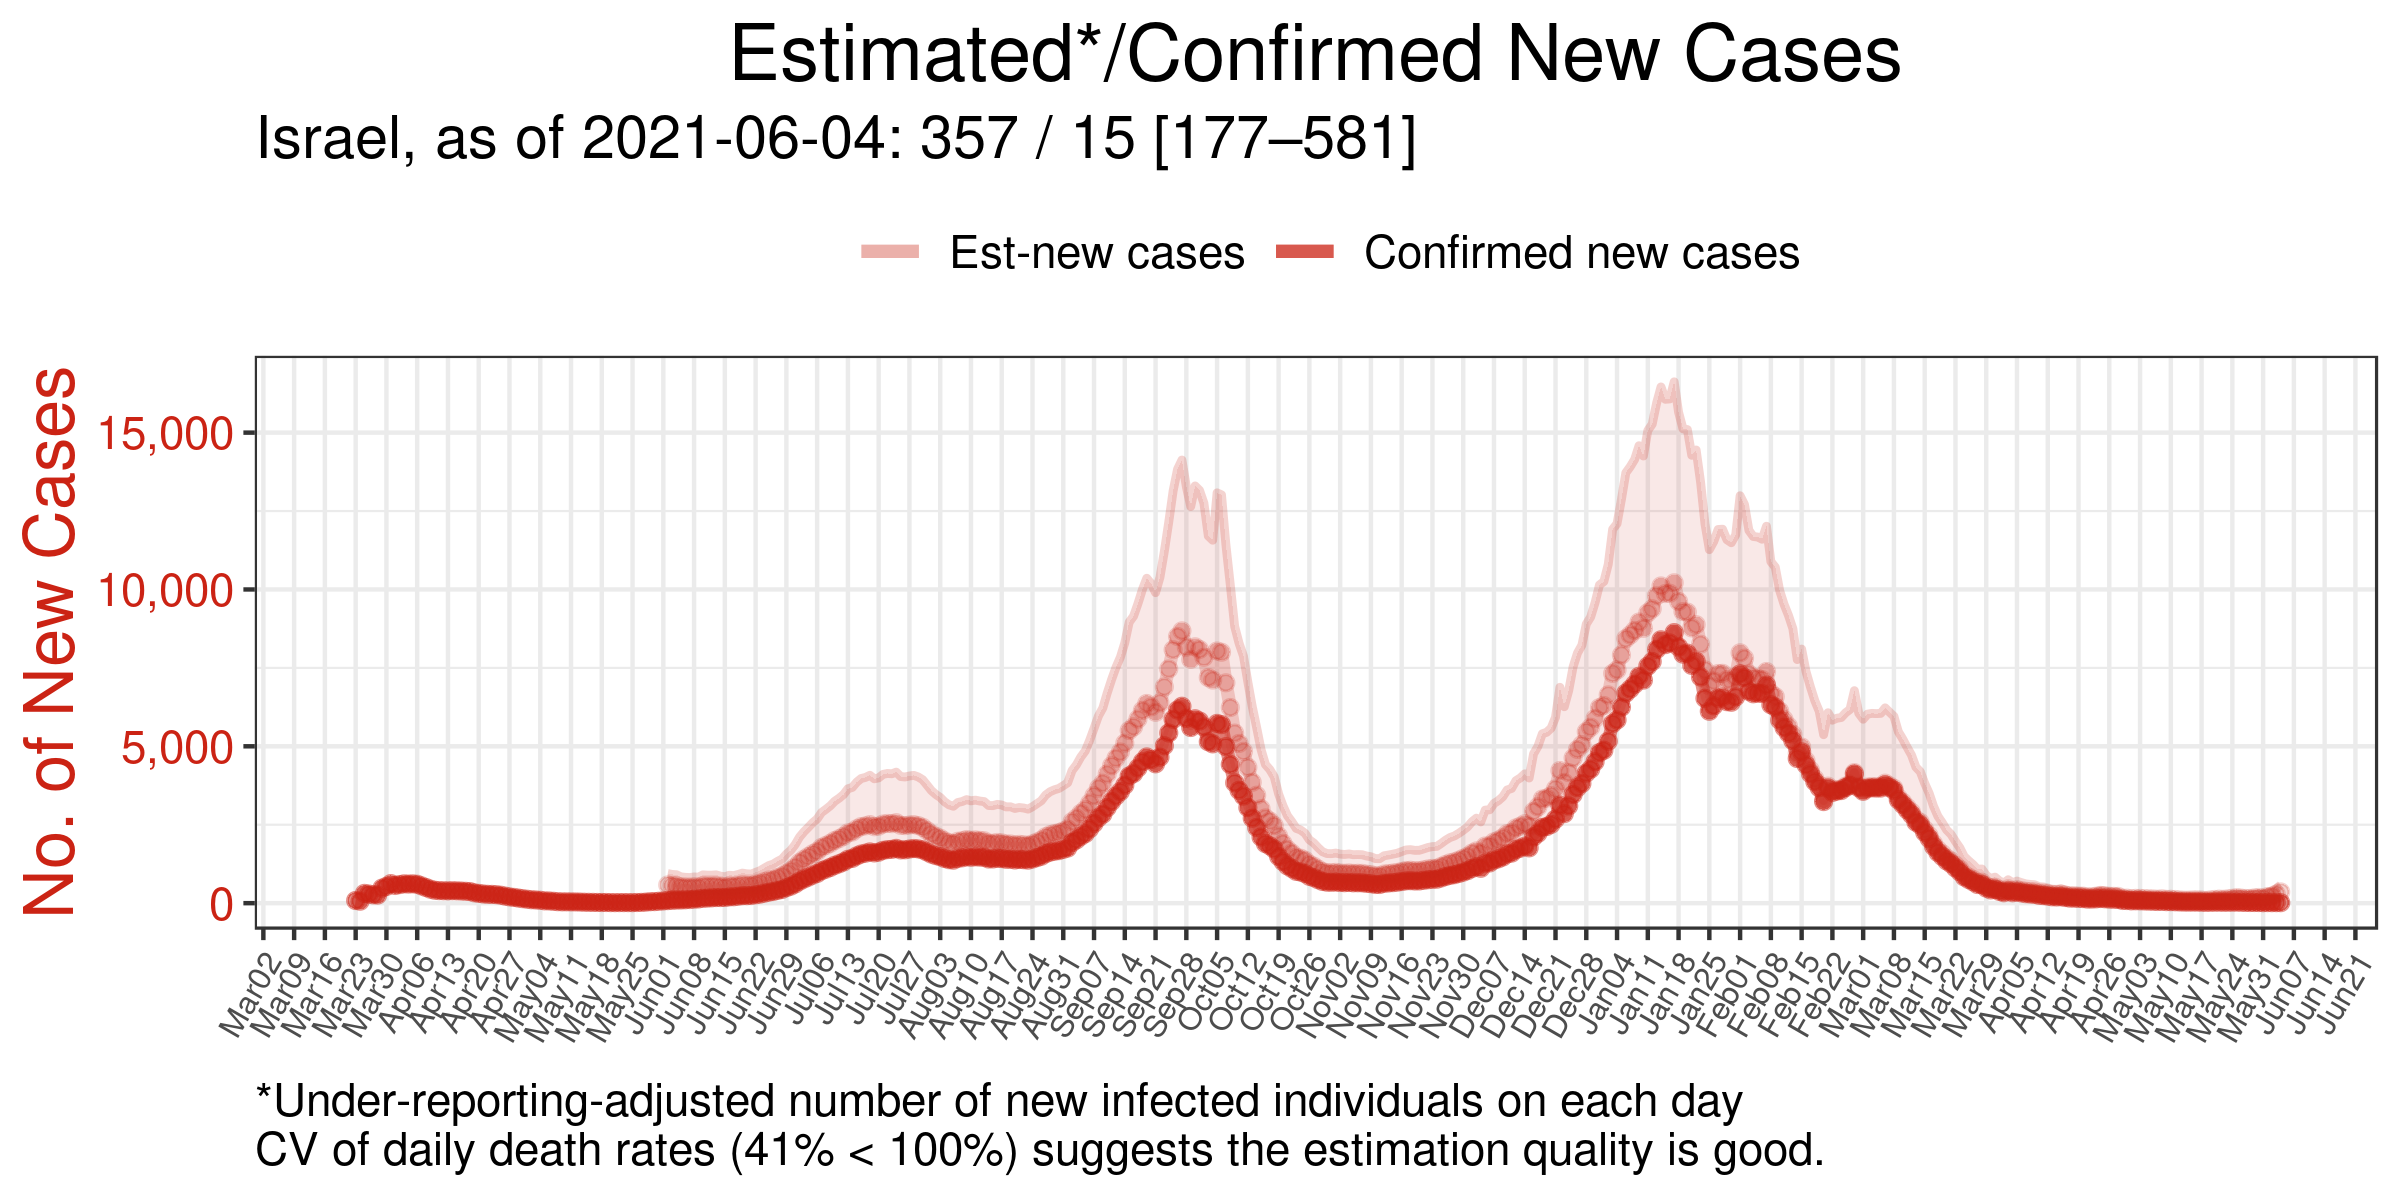 Estimated*/Confirmed New Cases
Israel, as of 2021-06-04: 357 / 15 [177–581]
Est-new cases
Confirmed new cases
No. of New Cases
15,000
10,000
5,000
0
Mar02
Mar09
Mar16
Mar23
Mar30
Apr06
Apr13
Apr20
Apr27
May04
May11
May18
May25
Jun01
Jun08
Jun15
Jun22
Jun29
Jul06
Jul13
Jul20
Jul27
Aug03
Aug10
Aug17
Aug24
Aug31
Sep07
Sep14
Sep21
Sep28
Oct05
Oct12
Oct19
Oct26
Nov02
Nov09
Nov16
Nov23
Nov30
Dec07
Dec14
Dec21
Dec28
Jan04
Jan11
Jan18
Jan25
Feb01
Feb08
Feb15
Feb22
Mar01
Mar08
Mar15
Mar22
Mar29
Apr05
Apr12
Apr19
Apr26
May03
May10
May17
May24
May31
Jun07
Jun14
Jun21
*Under-reporting-adjusted number of new infected individuals on each day
CV of daily death rates (41% < 100%) suggests the estimation quality is good.